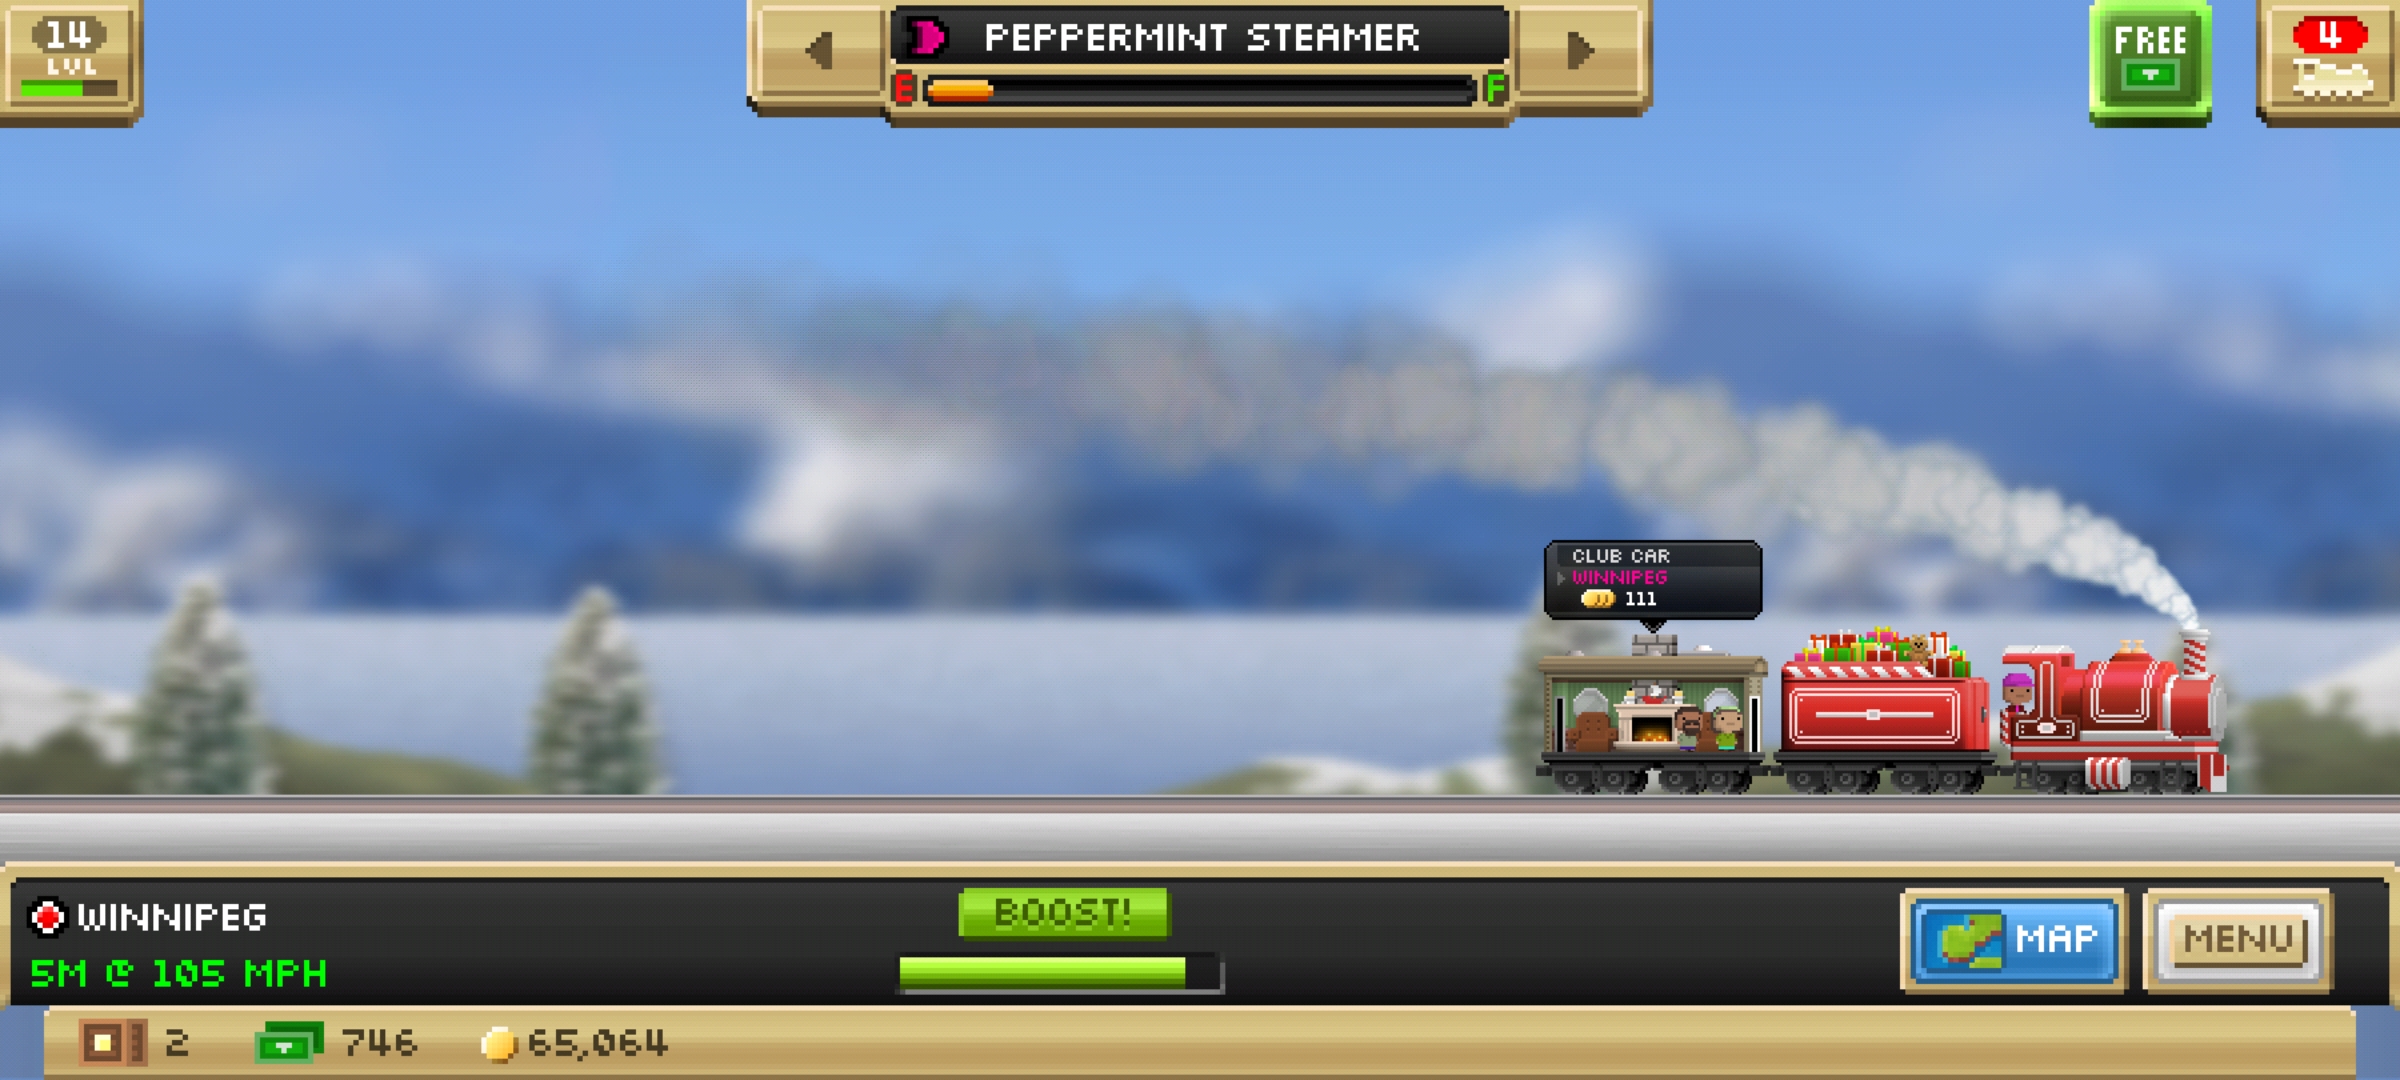 14
LVL
PEPPERMINT STEAMER
E F
FREE
4
CLUB CAR
WINNIPEG
111
WINNIPEG
5M @ 105 MPH
BOOST!
MAP
MENU
2 746 65,064